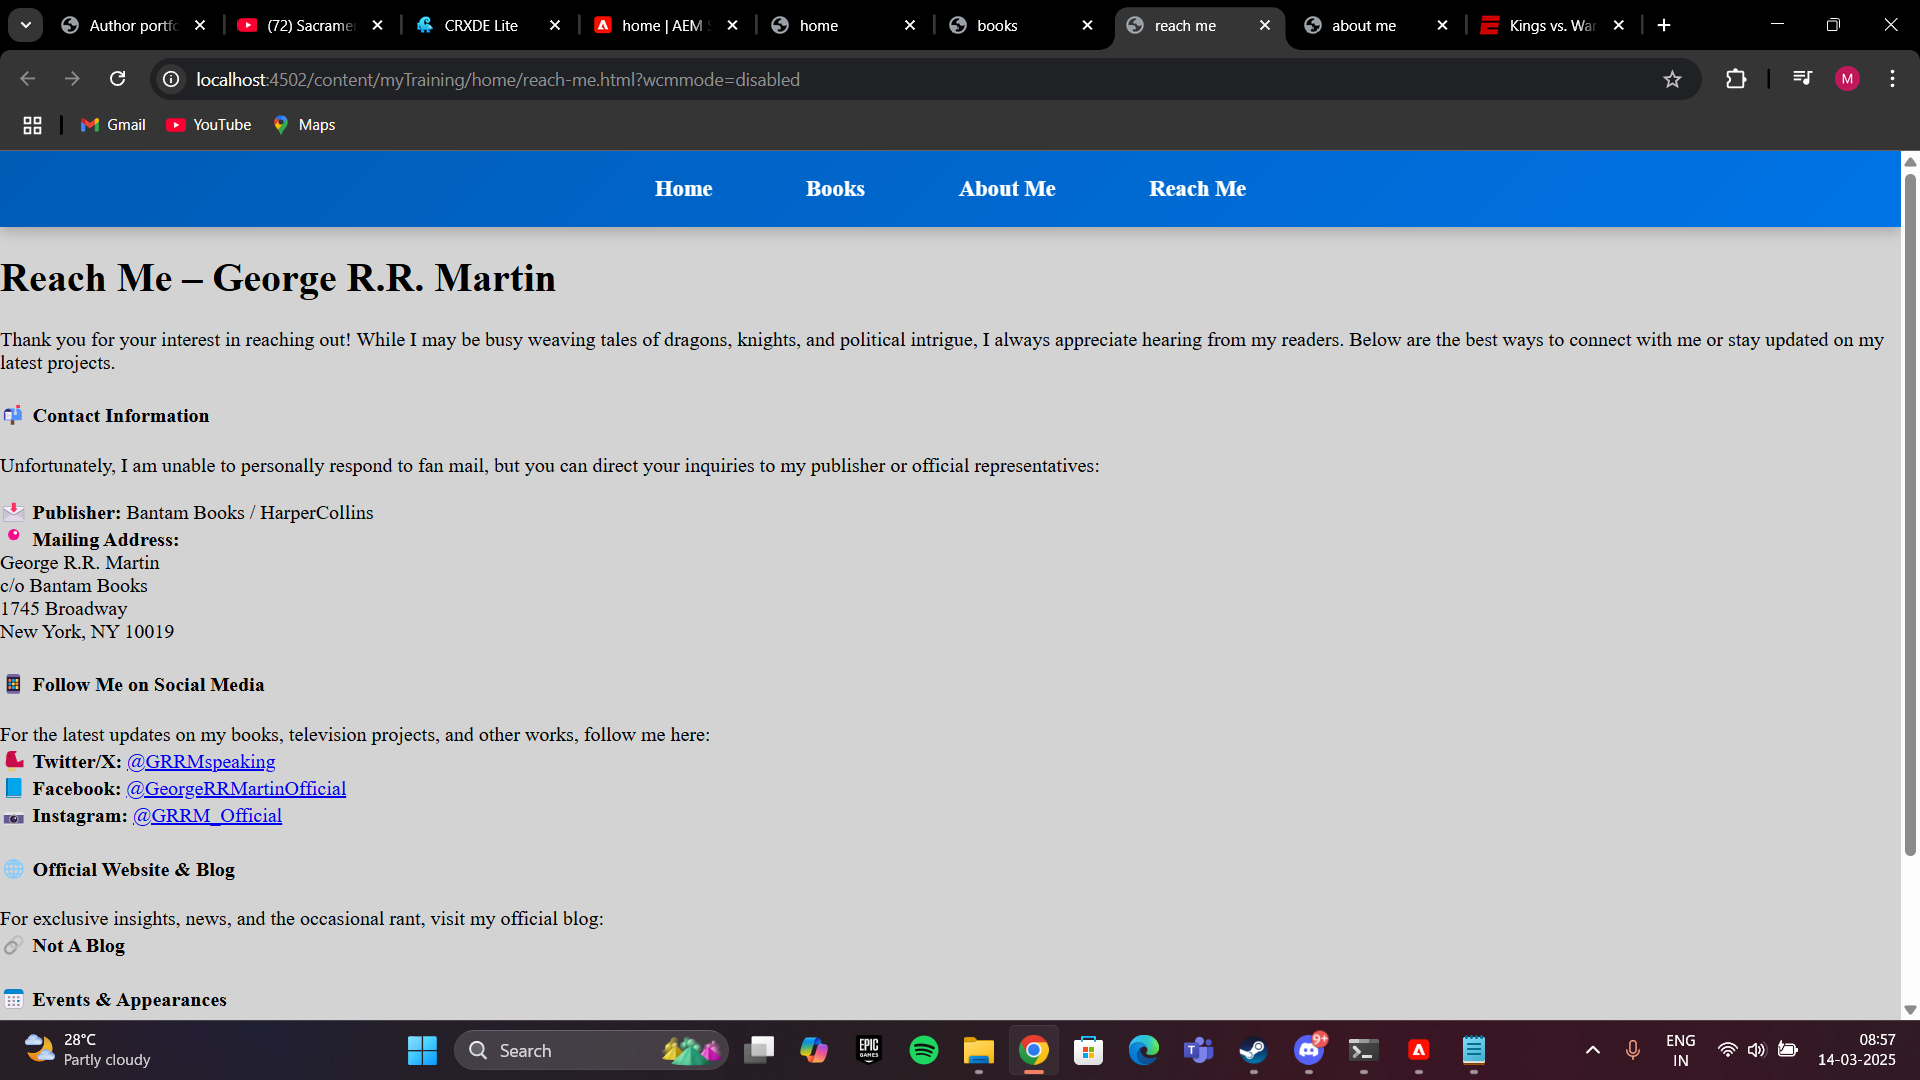 Author portfo
(72) Sacrame
CRXDE Lite
home | AEM S
home
books
reach me
about me
Kings vs. War
localhost:4502/content/myTraining/home/reach-me.html?wcmmode=disabled
M
Gmail
YouTube
Maps
Home
Books
About Me
Reach Me
Reach Me – George R.R. Martin
Thank you for your interest in reaching out! While I may be busy weaving tales of dragons, knights, and political intrigue, I always appreciate hearing from my readers. Below are the best ways to connect with me or stay updated on my
latest projects.
Contact Information
Unfortunately, I am unable to personally respond to fan mail, but you can direct your inquiries to my publisher or official representatives:
Publisher: Bantam Books / HarperCollins
Mailing Address:
George R.R. Martin
c/o Bantam Books
1745 Broadway
New York, NY 10019
Follow Me on Social Media
For the latest updates on my books, television projects, and other works, follow me here:
Twitter/X: @GRRMspeaking
Facebook: @GeorgeRRMartinOfficial
Instagram: @GRRM_Official
Official Website & Blog
For exclusive insights, news, and the occasional rant, visit my official blog:
Not A Blog
Events & Appearances
28°C
Partly cloudy
Search
EPIC
GAMES
9+
ENG
IN
08:57
14-03-2025